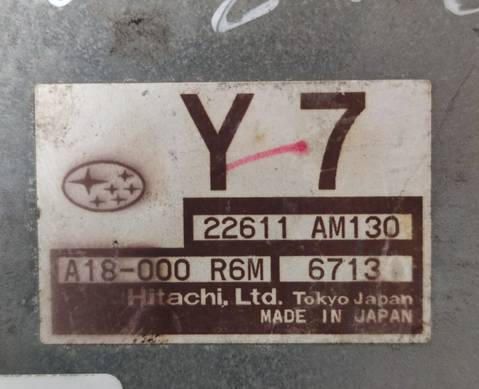 Y 7
22611 AM130
A18-000 R6M 6713
Hitachi, Ltd. Tokyo Japan
MADE IN JAPAN